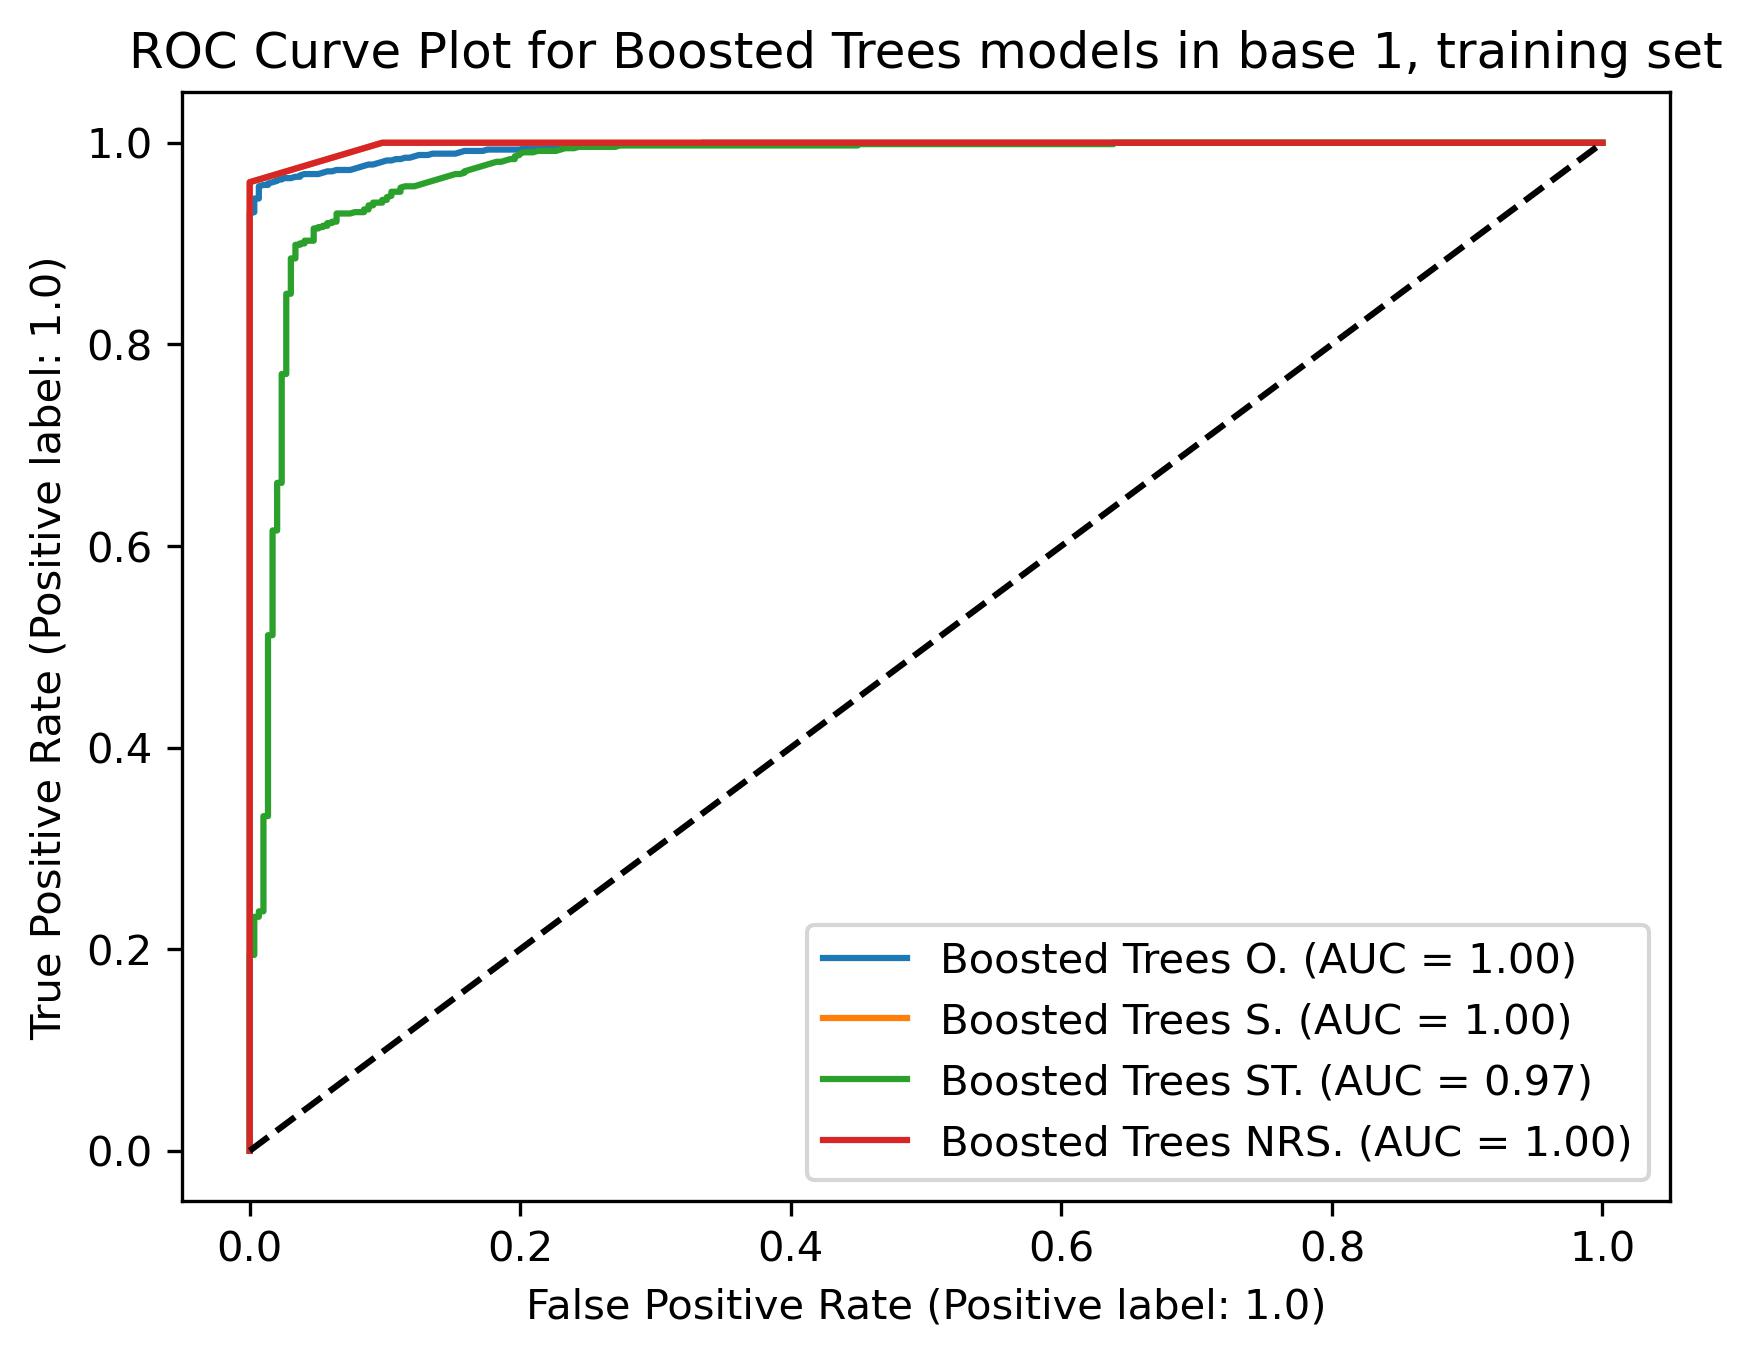 ROC Curve Plot for Boosted Trees models in base 1, training set
True Positive Rate (Positive label: 1.0)
1.0
0.8
0.6
0.4
0.2
0.0
Boosted Trees O. (AUC = 1.00)
Boosted Trees S. (AUC = 1.00)
Boosted Trees ST. (AUC = 0.97)
Boosted Trees NRS. (AUC = 1.00)
0.0 0.2 0.4 0.6 0.8 1.0
False Positive Rate (Positive label: 1.0)